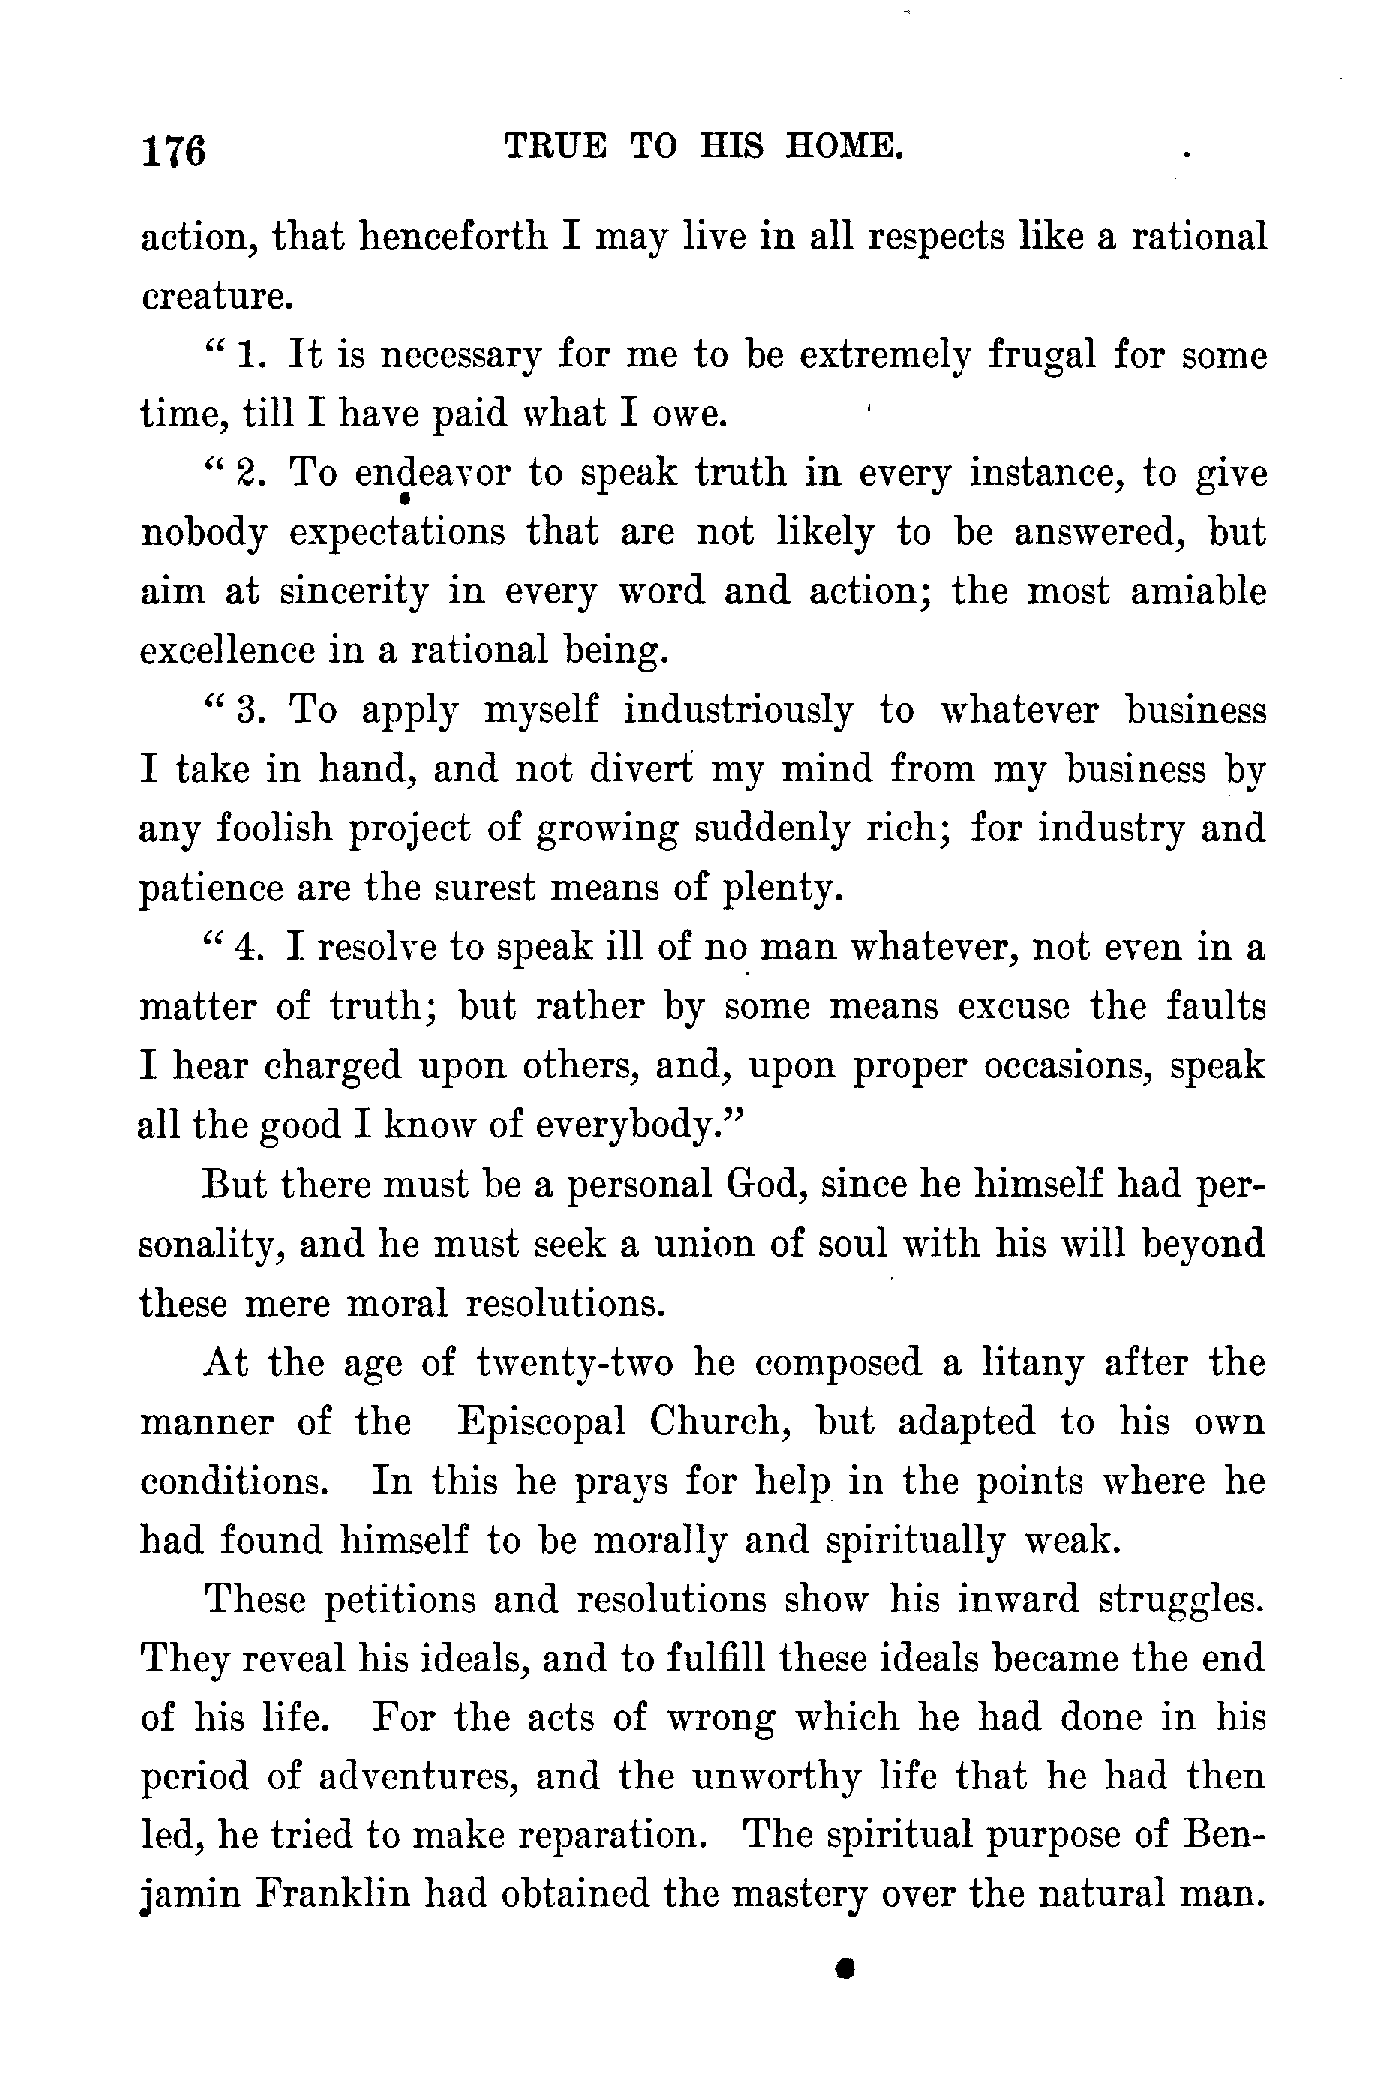 176 TRUE TO HIS HOME.
action, that henceforth I may live in all respects like a rational
creature.
“ 1. It is necessary for me to be extremely frugal for some
time, till I have paid what I owe.
“ 2. To endeavor to speak truth in every instance, to give
nobody expectations that are not likely to be answered, but
aim at sincerity in every word and action; the most amiable
excellence in a rational being.
“ 3. To apply myself industriously to whatever business
I take in hand, and not divert my mind from my business by
any foolish project of growing suddenly rich; for industry and
patience are the surest means of plenty.
“ 4. I resolve to speak ill of no man whatever, not even in a
matter of truth; but rather by some means excuse the faults
I hear charged upon others, and, upon proper occasions, speak
all the good I know of everybody.”
But there must be a personal God, since he himself had per-
sonality, and he must seek a union of soul with his will beyond
these mere moral resolutions.
At the age of twenty-two he composed a litany after the
manner of the Episcopal Church, but adapted to his own
conditions. In this he prays for help in the points where he
had found himself to be morally and spiritually weak.
These petitions and resolutions show his inward struggles.
They reveal his ideals, and to fulfill these ideals became the end
of his life. For the acts of wrong which he had done in his
period of adventures, and the unworthy life that he had then
led, he tried to make reparation. The spiritual purpose of Ben-
jamin Franklin had obtained the mastery over the natural man.